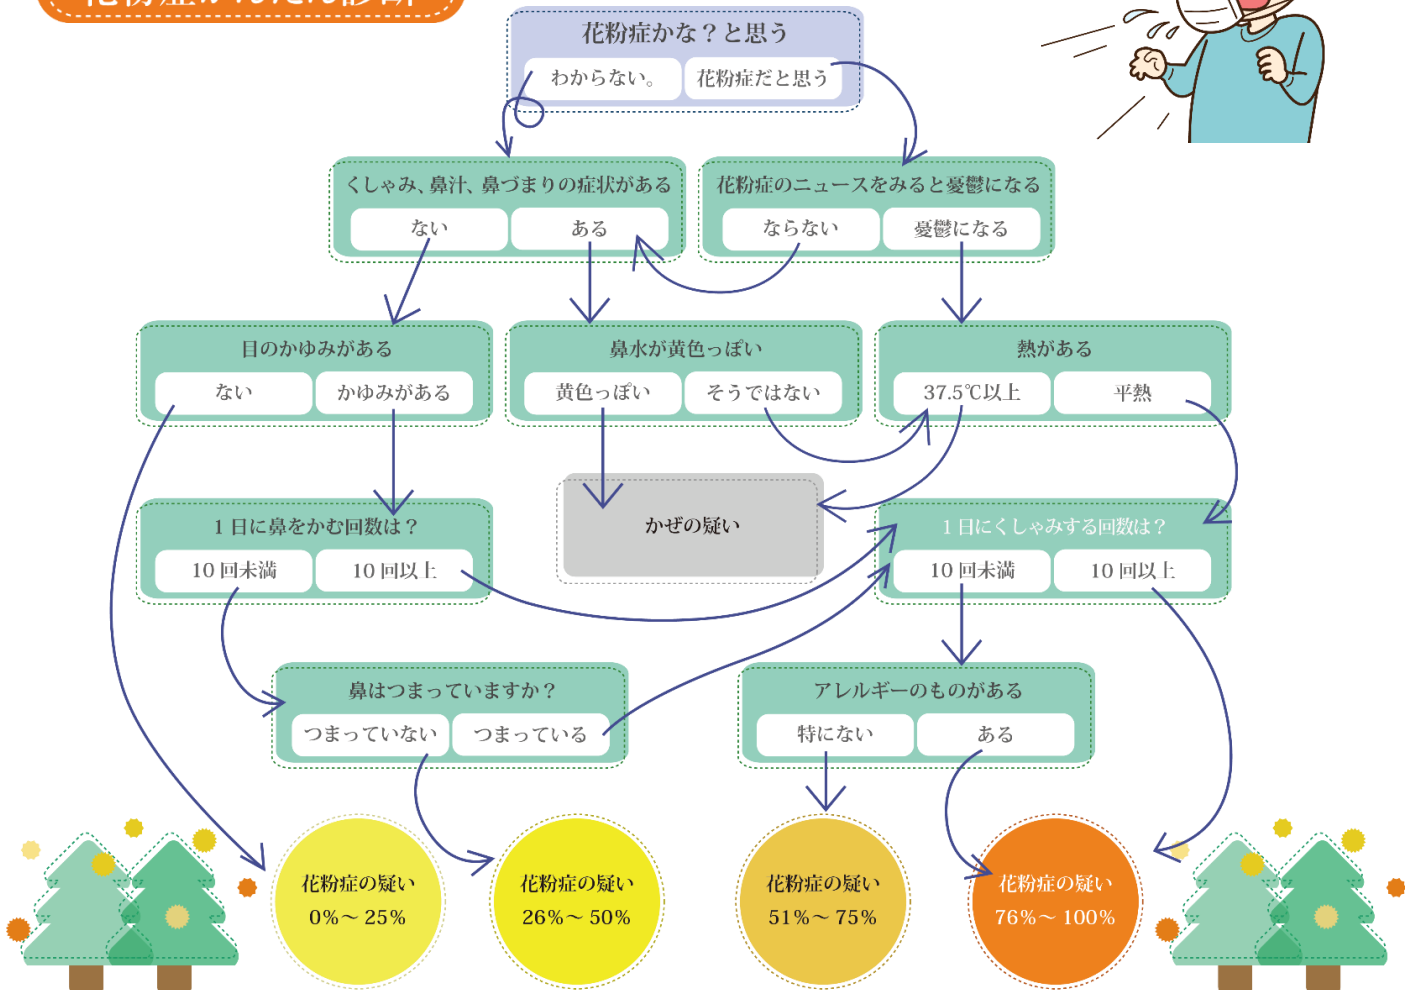 花粉症かんたん診断
花粉症かな？と思う
わからない。
花粉症だと思う
くしゃみ、鼻汁、鼻づまりの症状がある
ない
ある
花粉症のニュースをみると憂鬱になる
ならない
憂鬱になる
目のかゆみがある
ない
かゆみがある
鼻水が黄色っぽい
黄色っぽい
そうではない
熱がある
37.5℃以上
平熱
1日に鼻をかむ回数は？
10回未満
10回以上
かぜの疑い
1日にくしゃみする回数は？
10回未満
10回以上
鼻はつまっていますか？
つまっていない
つまっている
アレルギーのものがある
特にない
ある
花粉症の疑い
0%〜25%
花粉症の疑い
26%〜50%
花粉症の疑い
51%〜75%
花粉症の疑い
76%〜100%